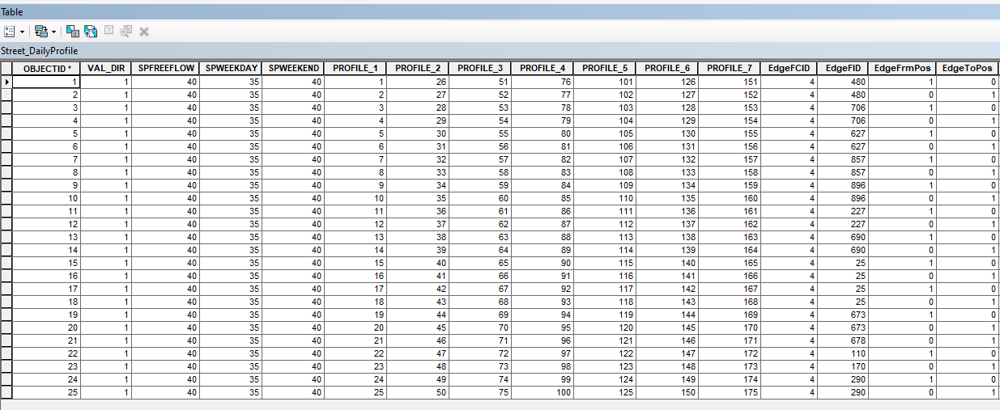 Table
Street_DailyProfile
OBJECTID * VAL_DIR SPFREEFLOW SPWEEKDAY SPWEEKEND PROFILE_1 PROFILE_2 PROFILE_3 PROFILE_4 PROFILE_5 PROFILE_6 PROFILE_7 EdgeFCID EdgeFID EdgeFrmPos EdgeToPos
1 1 40 35 40 1 26 51 76 101 126 151 4 480 1 0
2 1 40 35 40 2 27 52 77 102 127 152 4 480 0 1
3 1 40 35 40 3 28 53 78 103 128 153 4 706 1 0
4 1 40 35 40 4 29 54 79 104 129 154 4 706 0 1
5 1 40 35 40 5 30 55 80 105 130 155 4 627 1 0
6 1 40 35 40 6 31 56 81 106 131 156 4 627 0 1
7 1 40 35 40 7 32 57 82 107 132 157 4 857 1 0
8 1 40 35 40 8 33 58 83 108 133 158 4 857 0 1
9 1 40 35 40 9 34 59 84 109 134 159 4 896 1 0
10 1 40 35 40 10 35 60 85 110 135 160 4 896 0 1
11 1 40 35 40 11 36 61 86 111 136 161 4 227 1 0
12 1 40 35 40 12 37 62 87 112 137 162 4 227 0 1
13 1 40 35 40 13 38 63 88 113 138 163 4 690 1 0
14 1 40 35 40 14 39 64 89 114 139 164 4 690 0 1
15 1 40 35 40 15 40 65 90 115 140 165 4 25 1 0
16 1 40 35 40 16 41 66 91 116 141 166 4 25 0 1
17 1 40 35 40 17 42 67 92 117 142 167 4 25 1 0
18 1 40 35 40 18 43 68 93 118 143 168 4 25 0 1
19 1 40 35 40 19 44 69 94 119 144 169 4 673 1 0
20 1 40 35 40 20 45 70 95 120 145 170 4 673 0 1
21 1 40 35 40 21 46 71 96 121 146 171 4 678 0 1
22 1 40 35 40 22 47 72 97 122 147 172 4 110 1 0
23 1 40 35 40 23 48 73 98 123 148 173 4 170 0 1
24 1 40 35 40 24 49 74 99 124 149 174 4 290 1 0
25 1 40 35 40 25 50 75 100 125 150 175 4 290 0 1